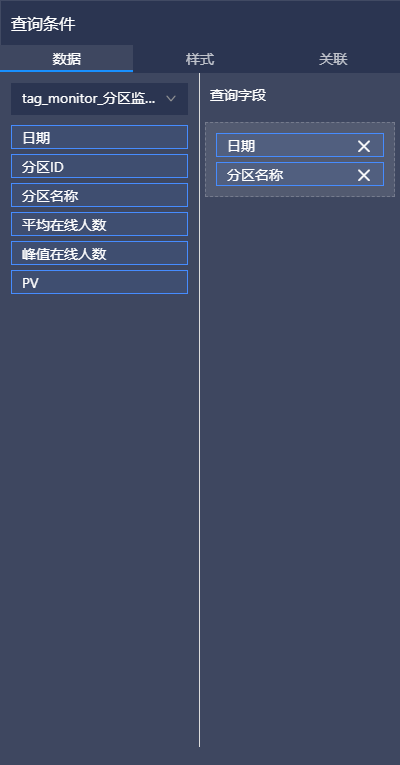 查询条件
数据
样式
关联
tag_monitor_分区监...
日期
分区ID
分区名称
平均在线人数
峰值在线人数
PV
查询字段
日期
分区名称